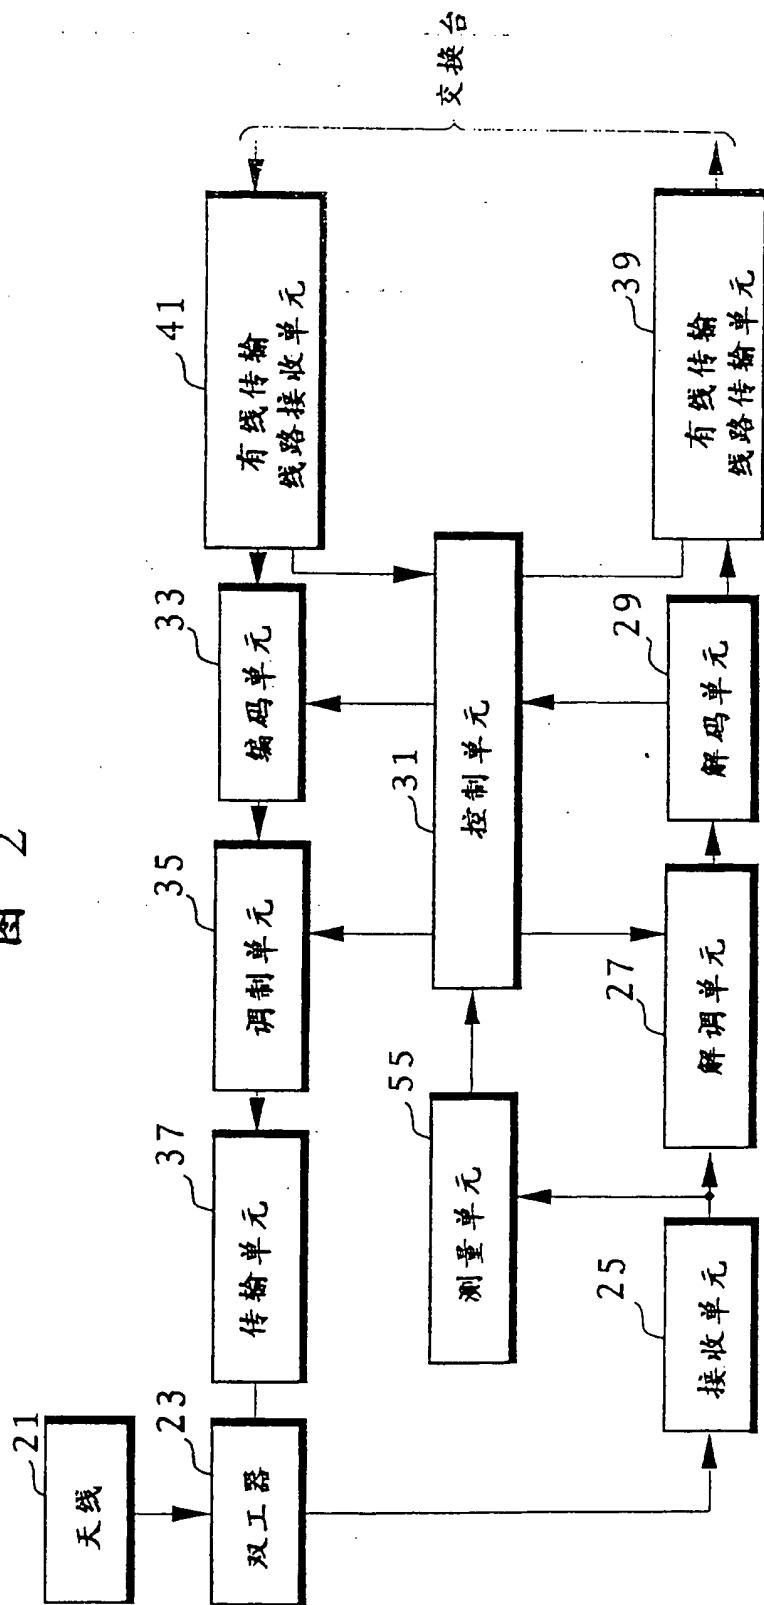 图 2
交换台
41
有线传输
线路接收单元
33
编码单元
35
调制单元
37
传输单元
21
天线
23
双工器
31
控制单元
55
测量单元
39
有线传输
线路传输单元
29
解码单元
27
解调单元
25
接收单元